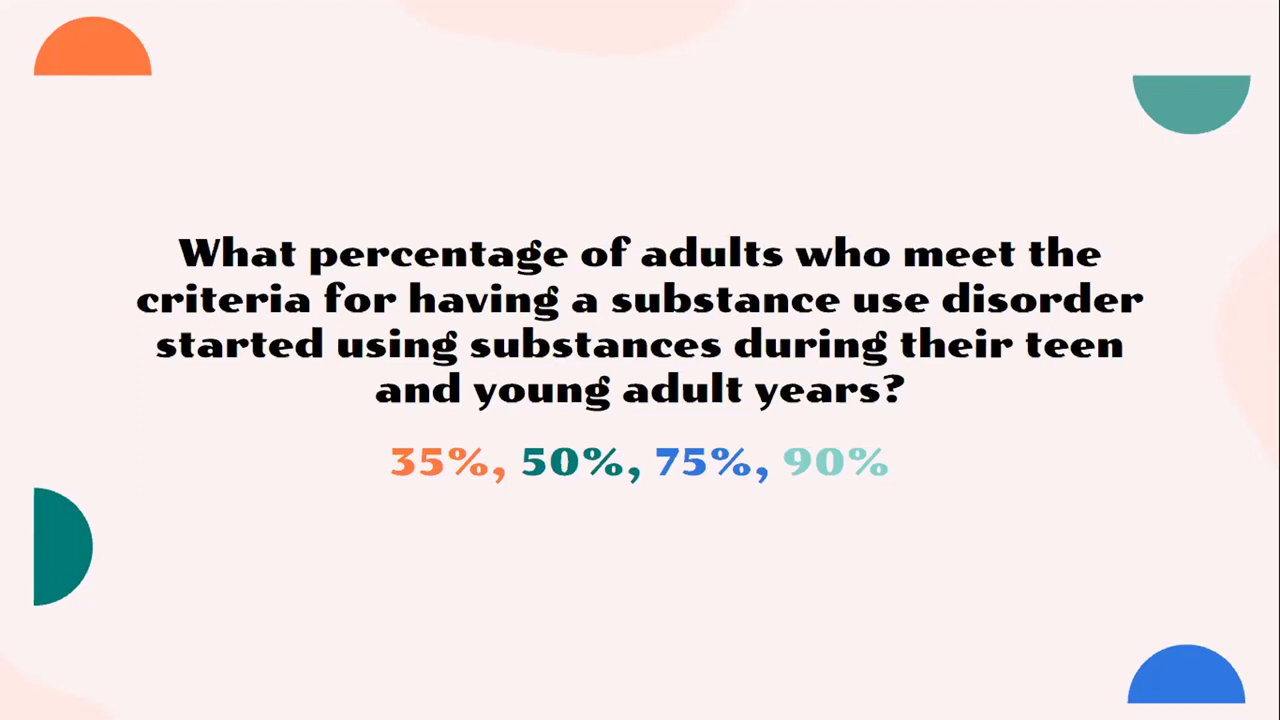 What percentage of adults who meet the
criteria for having a substance use disorder
started using substances during their teen
and young adult years?
35%, 50%, 75%, 90%